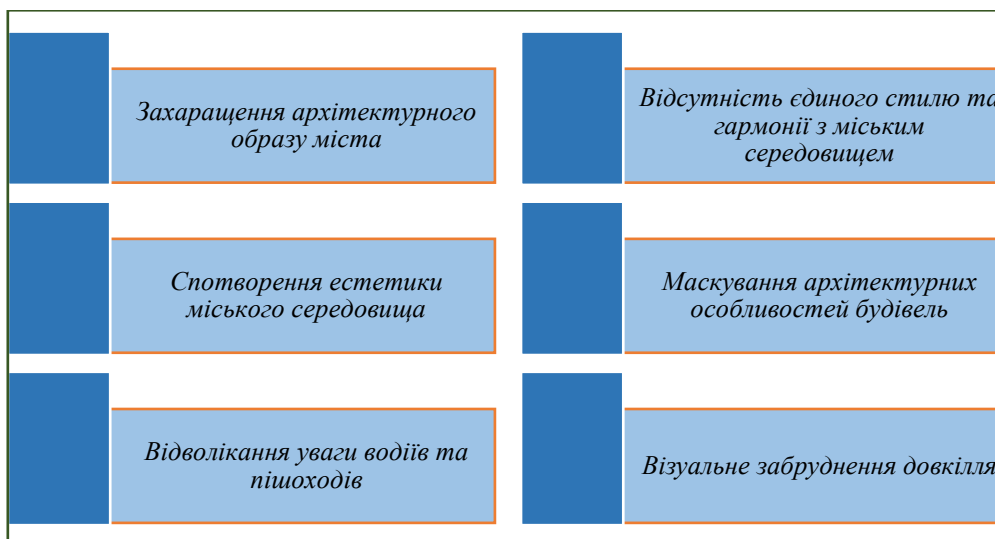 Захаращення архітектурного
образу міста
Відсутність єдиного стилю та
гармонії з міським
середовищем
Спотворення естетики
міського середовища
Маскування архітектурних
особливостей будівель
Відволікання уваги водіїв та
пішоходів
Візуальне забруднення довкілля